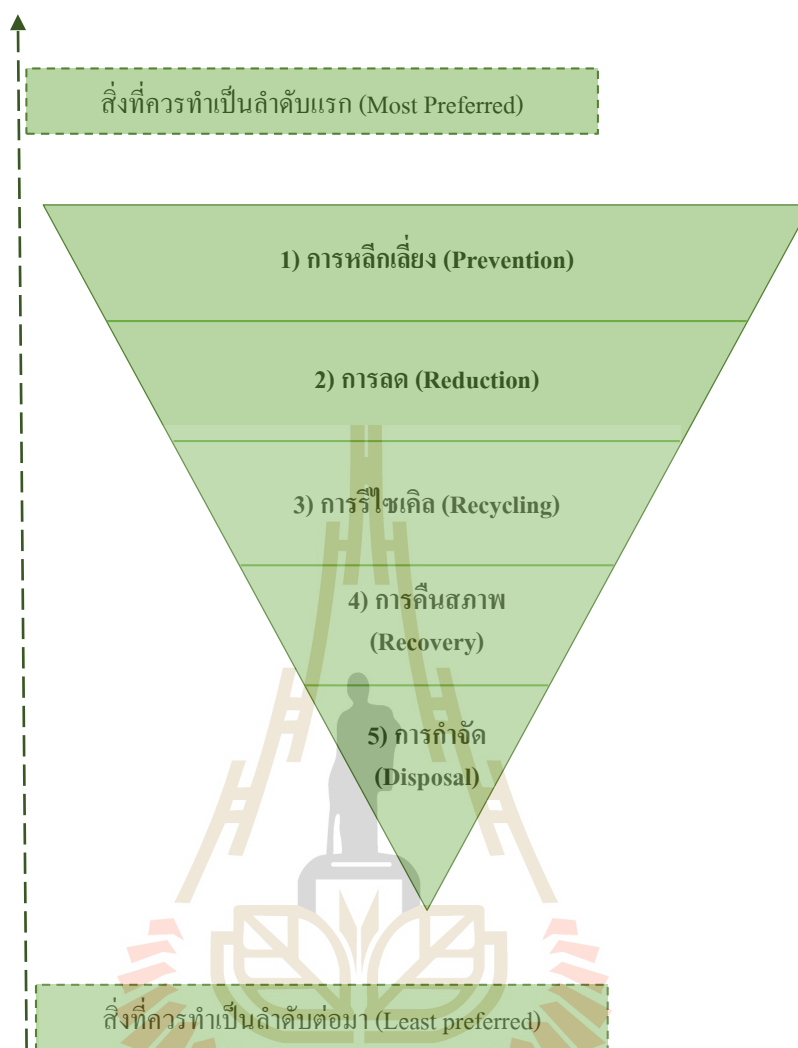 สิ่งที่ควรทำเป็นลำดับแรก (Most Preferred)
1) การหลีกเลี่ยง (Prevention)
2) การลด (Reduction)
3) การรีไซเคิล (Recycling)
4) การคืนสภาพ
(Recovery)
5) การกำจัด
(Disposal)
สิ่งที่ควรทำเป็นลำดับต่อมา (Least preferred)